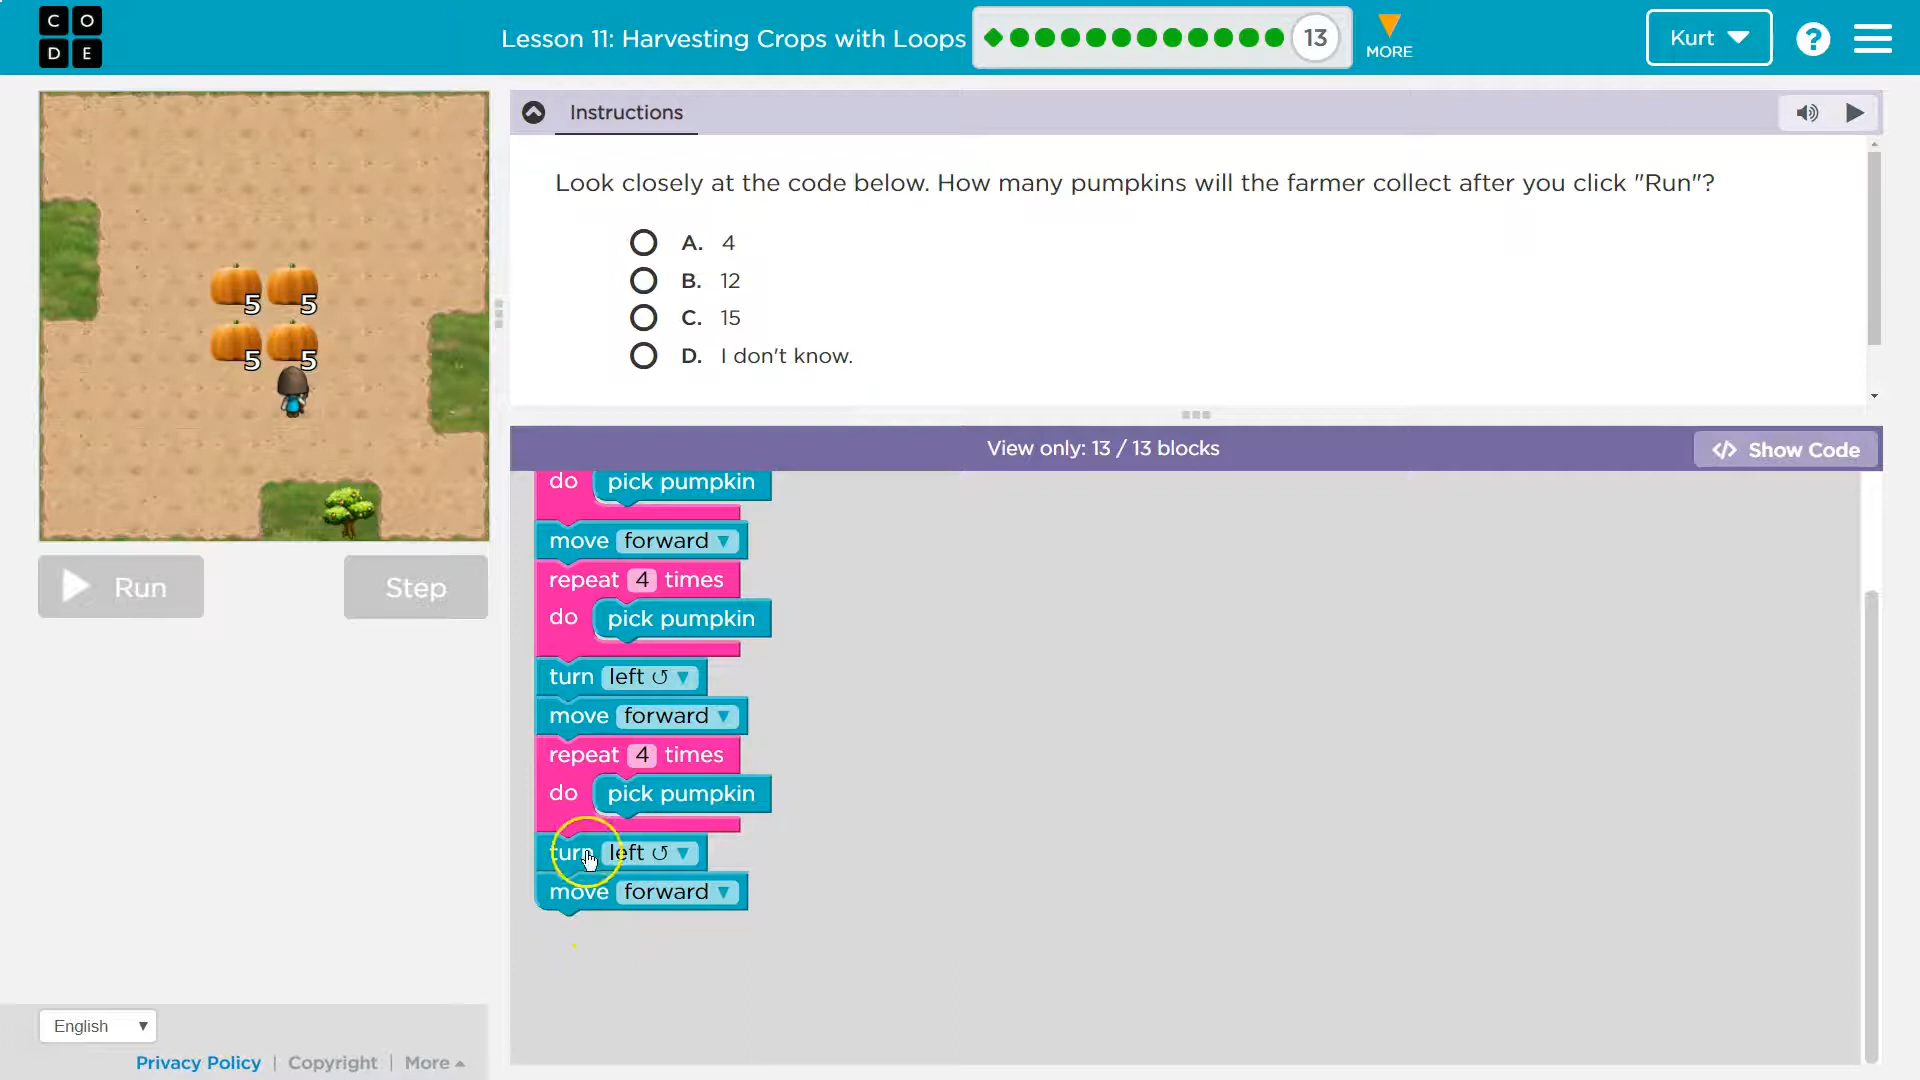 C O
D E
Lesson 11: Harvesting Crops with Loops
13
MORE
Kurt
?
Instructions
Look closely at the code below. How many pumpkins will the farmer collect after you click "Run"?
A. 4
B. 12
C. 15
D. I don't know.
5 5
5 5
Run
Step
View only: 13 / 13 blocks
Show Code
do pick pumpkin
move forward
repeat 4 times
do pick pumpkin
turn left ↺
move forward
repeat 4 times
do pick pumpkin
turn left ↺
move forward
English
Privacy Policy | Copyright | More